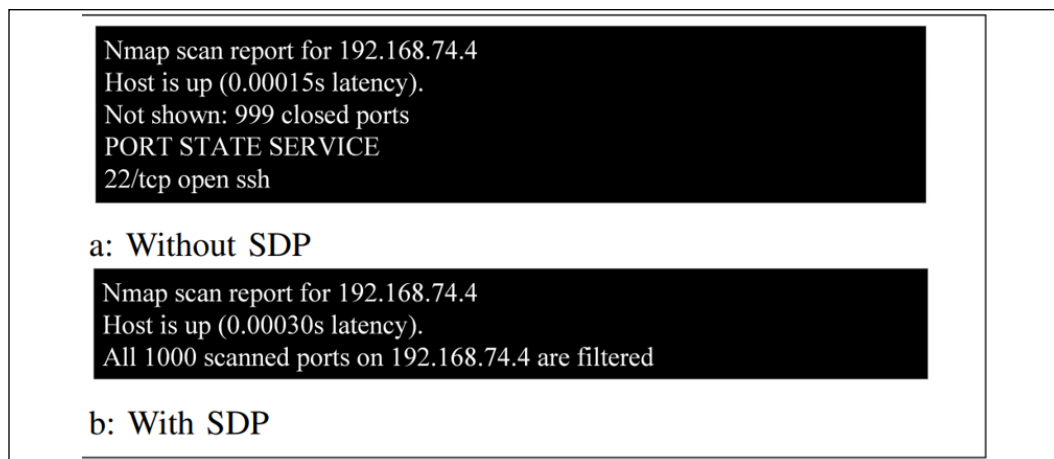 Nmap scan report for 192.168.74.4
Host is up (0.00015s latency).
Not shown: 999 closed ports
PORT STATE SERVICE
22/tcp open ssh
a: Without SDP
Nmap scan report for 192.168.74.4
Host is up (0.00030s latency).
All 1000 scanned ports on 192.168.74.4 are filtered
b: With SDP